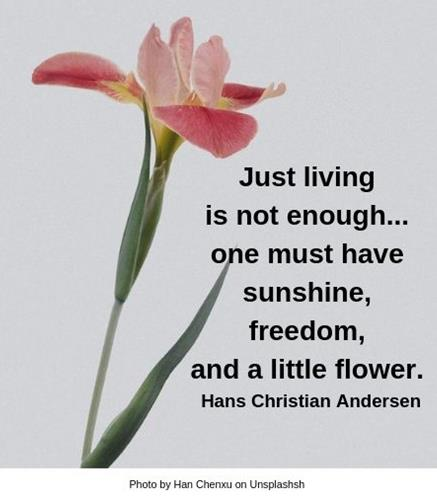 Just living
is not enough...
one must have
sunshine,
freedom,
and a little flower.
Hans Christian Andersen
Photo by Han Chenxu on Unsplashsh